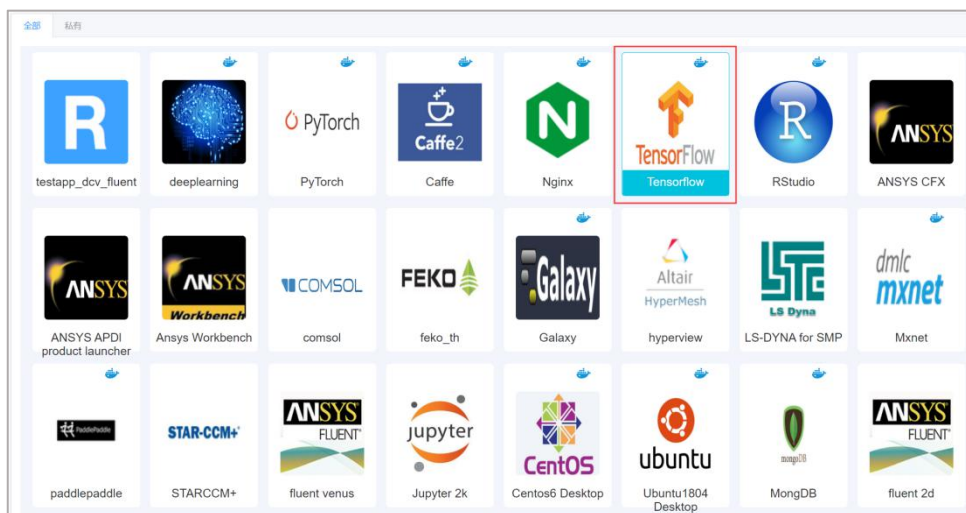 全部 私有
R
PyTorch
Caffe2
N
TensorFlow
R
ANSYS
testapp_dcv_fluent
deeplearning
PyTorch
Caffe
Nginx
Tensorflow
RStudio
ANSYS CFX
ANSYS
ANSYS
Workbench
COMSOL
FEKO
Galaxy
Altair
HyperMesh
LS Dyna
dmlc
mxnet
ANSYS APDl
product launcher
Ansys Workbench
comsol
feko_th
Galaxy
hyperview
LS-DYNA for SMP
Mxnet
PaddlePaddle
STAR-CCM+
ANSYS
FLUENT
jupyter
CentOS
ubuntu
mongoDB
ANSYS
FLUENT
paddlepaddle
STARCCM+
fluent venus
Jupyter 2k
Centos6 Desktop
Ubuntu1804
Desktop
MongDB
fluent 2d